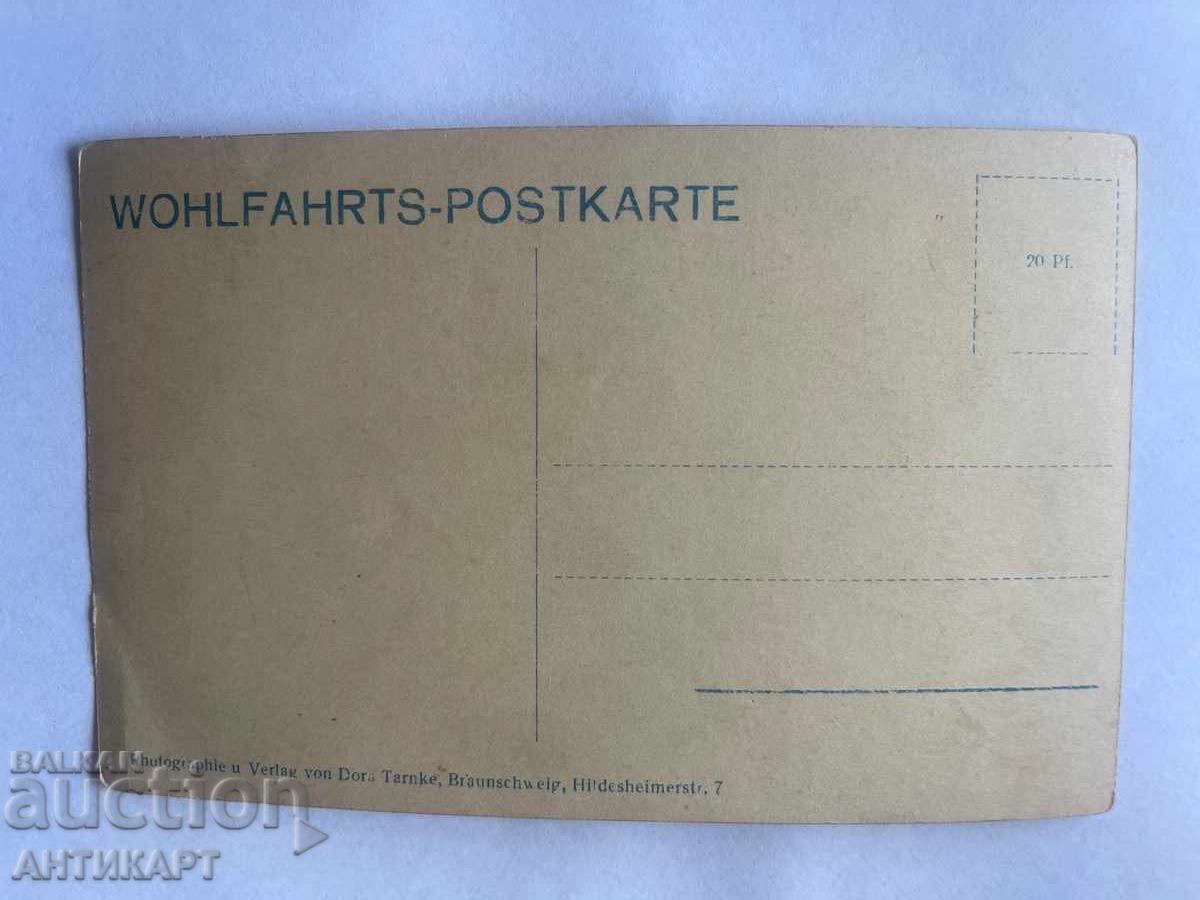 WOHLFAHRTS-POSTKARTE
20 Pf.
Photographie u Verlag von Dora Tarnke, Braunschweig, Hildesheimerstr. 7
BALKAN
auction
АНТИКАРТ